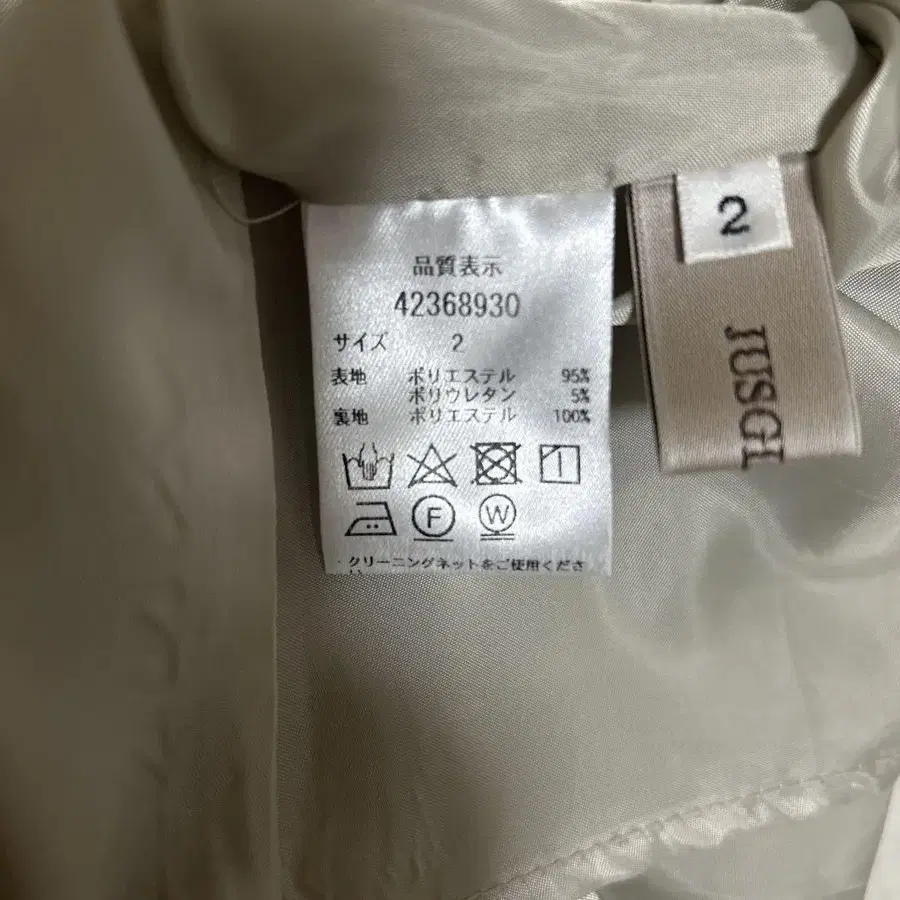 品質表示
42368930
サイズ 2
表地 ポリエステル 95%
ポリウレタン 5%
裏地 ポリエステル 100%
F W
・クリーニングネットをご使用くださ
い
2
JUSGL